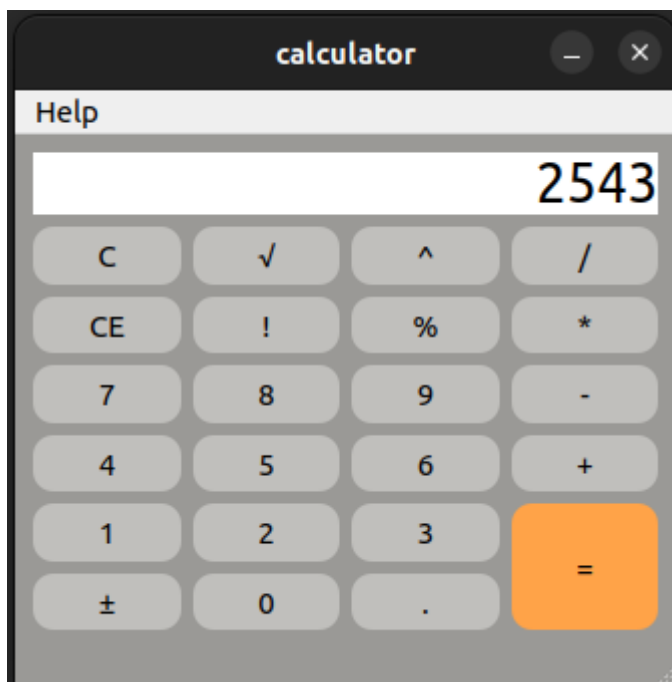 calculator
Help
2543
C √ ^ /
CE ! % *
7 8 9 -
4 5 6 +
1 2 3
=
± 0 .